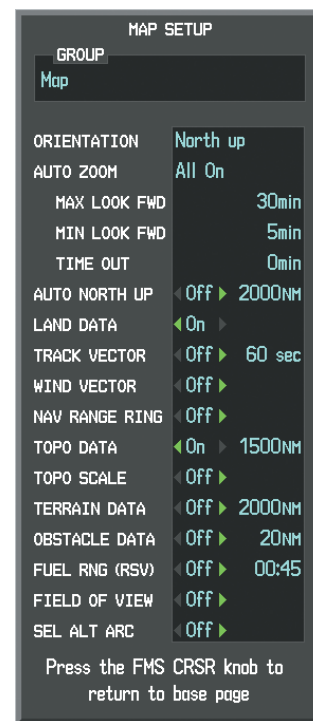 MAP SETUP
GROUP
Map
ORIENTATION North up
AUTO ZOOM All On
MAX LOOK FWD 30min
MIN LOOK FWD 5min
TIME OUT 0min
AUTO NORTH UP Off 2000NM
LAND DATA On
TRACK VECTOR Off 60 sec
WIND VECTOR Off
NAV RANGE RING Off
TOPO DATA On 1500NM
TOPO SCALE Off
TERRAIN DATA Off 2000NM
OBSTACLE DATA Off 20NM
FUEL RNG (RSV) Off 00:45
FIELD OF VIEW Off
SEL ALT ARC Off
Press the FMS CRSR knob to
return to base page